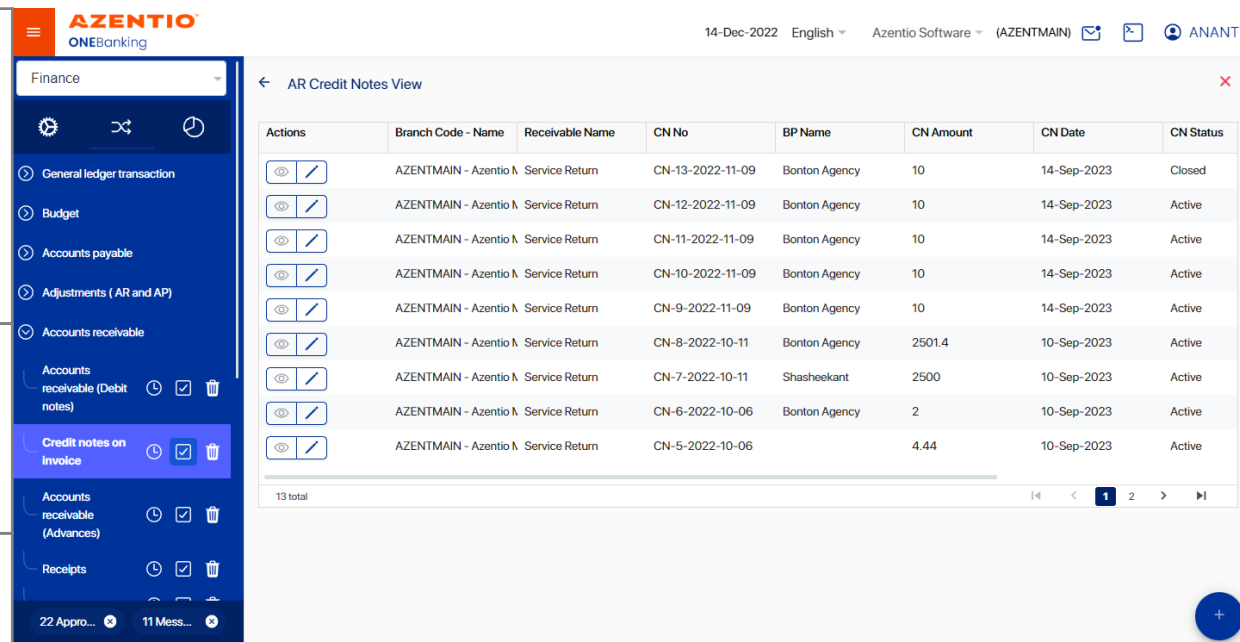 AZENTIO
ONEBanking
14-Dec-2022 English Azentio Software (AZENTMAIN) ANANT
Finance
General ledger transaction
Budget
Accounts payable
Adjustments ( AR and AP)
Accounts receivable
Accounts
receivable (Debit
notes)
Credit notes on
Invoice
Accounts
receivable
(Advances)
Receipts
22 Appro...
11 Mess...
AR Credit Notes View
Actions Branch Code - Name Receivable Name CN No BP Name CN Amount CN Date CN Status
AZENTMAIN - Azentio Service Return CN-13-2022-11-09 Bonton Agency 10 14-Sep-2023 Closed
AZENTMAIN - Azentio Service Return CN-12-2022-11-09 Bonton Agency 10 14-Sep-2023 Active
AZENTMAIN - Azentio Service Return CN-11-2022-11-09 Bonton Agency 10 14-Sep-2023 Active
AZENTMAIN - Azentio Service Return CN-10-2022-11-09 Bonton Agency 10 14-Sep-2023 Active
AZENTMAIN - Azentio Service Return CN-9-2022-11-09 Bonton Agency 10 14-Sep-2023 Active
AZENTMAIN - Azentio Service Return CN-8-2022-10-11 Bonton Agency 2501.4 10-Sep-2023 Active
AZENTMAIN - Azentio Service Return CN-7-2022-10-11 Shasheekant 2500 10-Sep-2023 Active
AZENTMAIN - Azentio Service Return CN-6-2022-10-06 Bonton Agency 2 10-Sep-2023 Active
AZENTMAIN - Azentio Service Return CN-5-2022-10-06 4.44 10-Sep-2023 Active
13 total
1 2